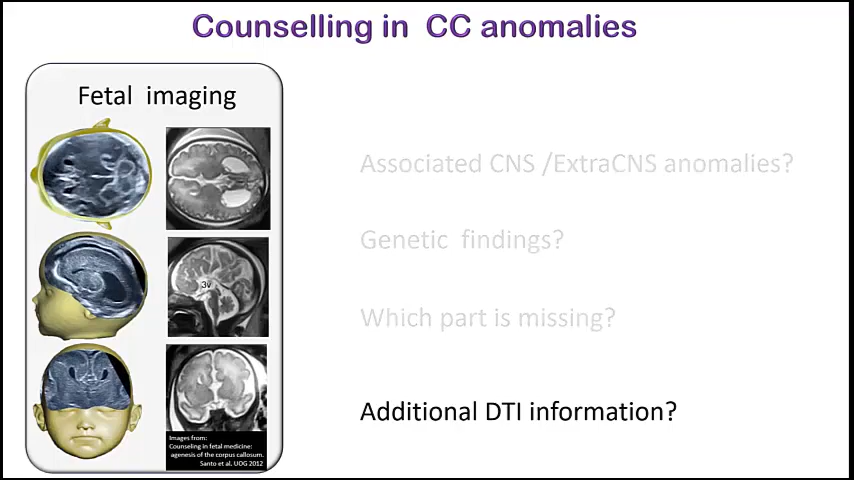 Counselling in CC anomalies
Fetal imaging
Associated CNS /ExtraCNS anomalies?
Genetic findings?
3v
Which part is missing?
Additional DTI information?
Images from:
Counseling in fetal medicine:
agenesis of the corpus callosum.
Santo et al. UOG 2012